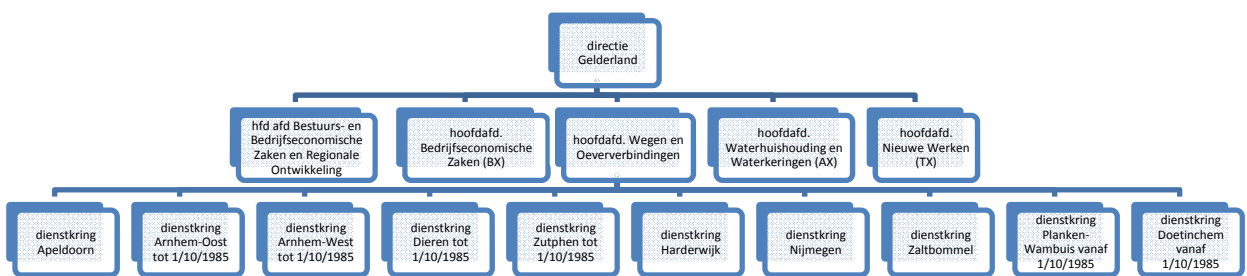 directie
Gelderland
hfd afd Bestuurs- en
Bedrijfseconomische
Zaken en Regionale
Ontwikkeling
hoofdafd.
Bedrijfseconomische
Zaken (BX)
hoofdafd. Wegen en
Oeververbindingen
hoofdafd.
Waterhuishouding en
Waterkeringen (AX)
hoofdafd.
Nieuwe Werken
(TX)
dienstkring
Apeldoorn
dienstkring
Arnhem-Oost
tot 1/10/1985
dienstkring
Arnhem-West
tot 1/10/1985
dienstkring
Dieren tot
1/10/1985
dienstkring
Zutphen tot
1/10/1985
dienstkring
Harderwijk
dienstkring
Nijmegen
dienstkring
Zaltbommel
dienstkring
Planken-
Wambuis vanaf
1/10/1985
dienstkring
Doetinchem
vanaf
1/10/1985